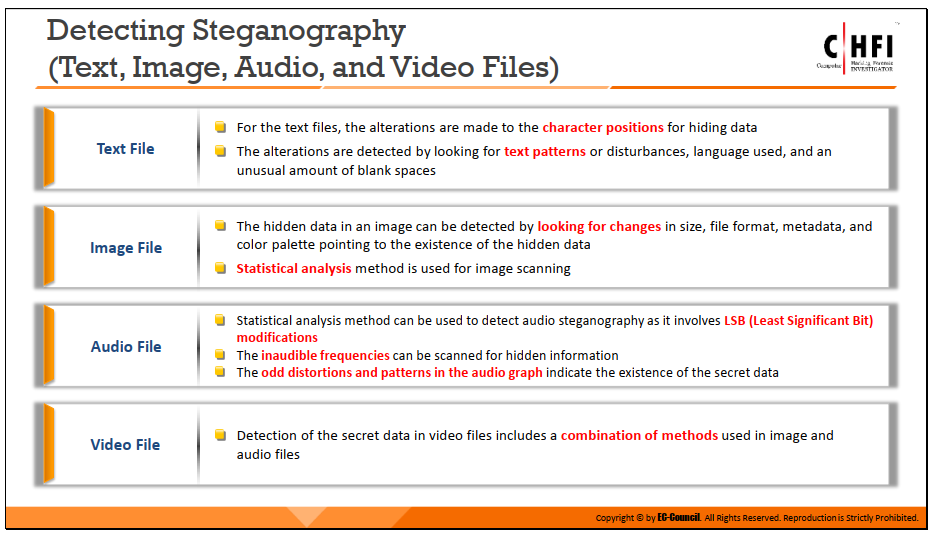 Detecting Steganography
(Text, Image, Audio, and Video Files)
CHFI
Computer Hacking Forensic
INVESTIGATOR
Text File
For the text files, the alterations are made to the character positions for hiding data
The alterations are detected by looking for text patterns or disturbances, language used, and an
unusual amount of blank spaces
Image File
The hidden data in an image can be detected by looking for changes in size, file format, metadata, and
color palette pointing to the existence of the hidden data
Statistical analysis method is used for image scanning
Audio File
Statistical analysis method can be used to detect audio steganography as it involves LSB (Least Significant Bit)
modifications
The inaudible frequencies can be scanned for hidden information
The odd distortions and patterns in the audio graph indicate the existence of the secret data
Video File
Detection of the secret data in video files includes a combination of methods used in image and
audio files
Copyright © by EC-Council. All Rights Reserved. Reproduction is Strictly Prohibited.